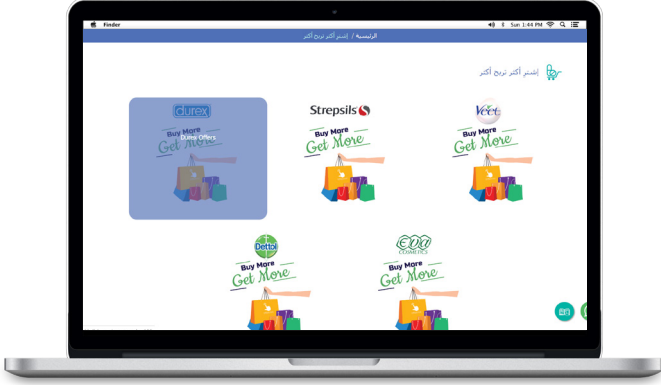 Finder
Sun 1:44 PM
الرئيسية / إشتر أكثر تربح أكثر
إشتر أكثر تربح أكثر
durex
Buy More
Get More
Durex Offers
Strepsils
Buy More
Get More
Veet
Buy More
Get More
Dettol
Buy More
Get More
EVA
COSMETICS
Buy More
Get More